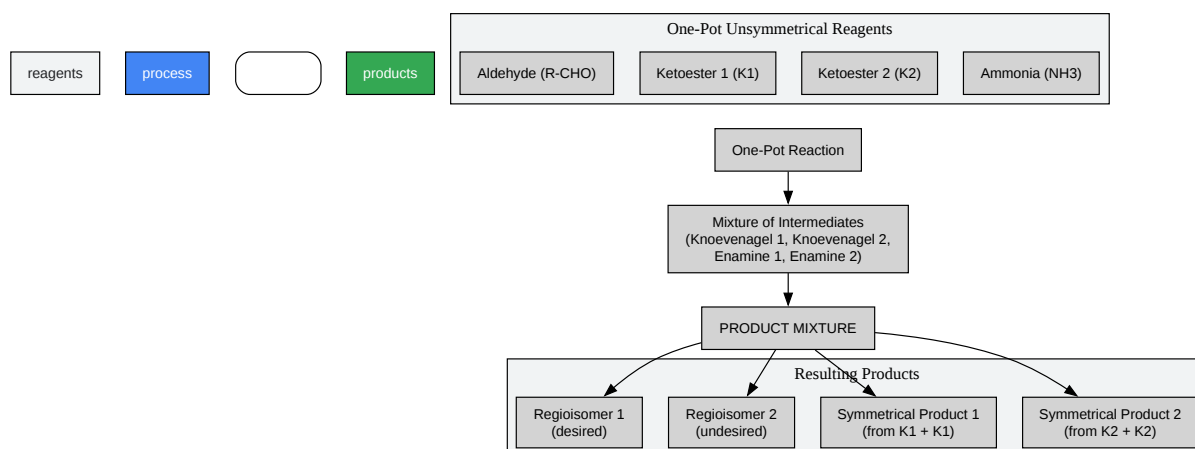 One-Pot Unsymmetrical Reagents
reagents
process
products
Aldehyde (R-CHO)
Ketoester 1 (K1)
Ketoester 2 (K2)
Ammonia (NH3)
One-Pot Reaction
Mixture of Intermediates
(Knoevenagel 1, Knoevenagel 2,
Enamine 1, Enamine 2)
PRODUCT MIXTURE
Resulting Products
Regioisomer 1
(desired)
Regioisomer 2
(undesired)
Symmetrical Product 1
(from K1 + K1)
Symmetrical Product 2
(from K2 + K2)